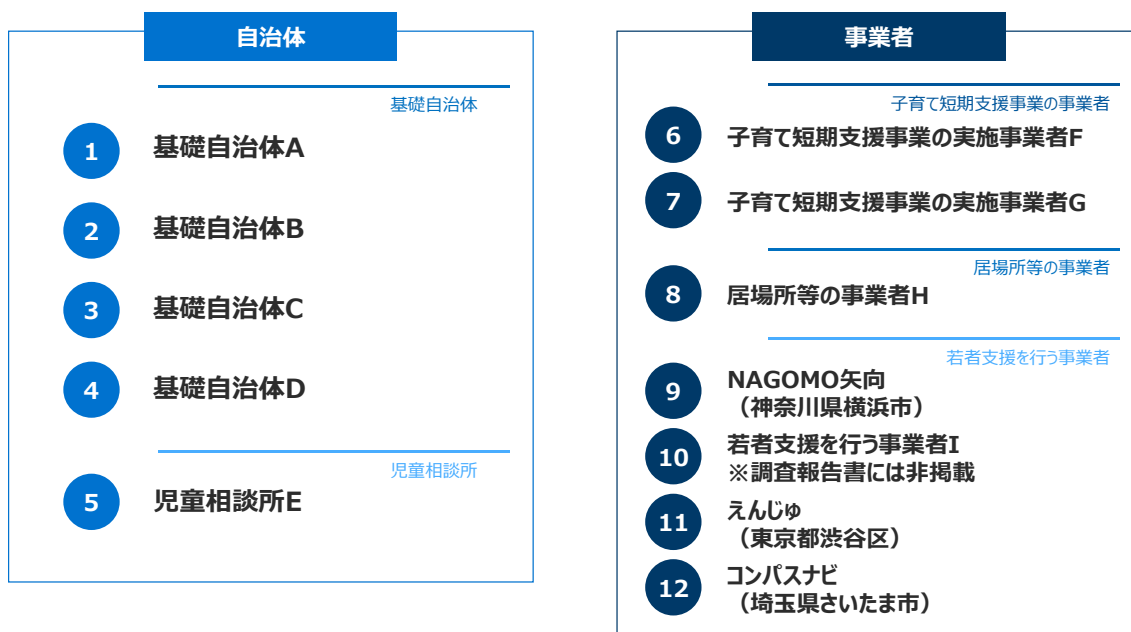 自治体
基礎自治体
1 基礎自治体A
2 基礎自治体B
3 基礎自治体C
4 基礎自治体D
児童相談所
5 児童相談所E
事業者
子育て短期支援事業の事業者
6 子育て短期支援事業の実施事業者F
7 子育て短期支援事業の実施事業者G
居場所等の事業者
8 居場所等の事業者H
若者支援を行う事業者
9 NAGOMO矢向
（神奈川県横浜市）
10 若者支援を行う事業者I
※調査報告書には非掲載
11 えんじゅ
（東京都渋谷区）
12 コンパスナビ
（埼玉県さいたま市）